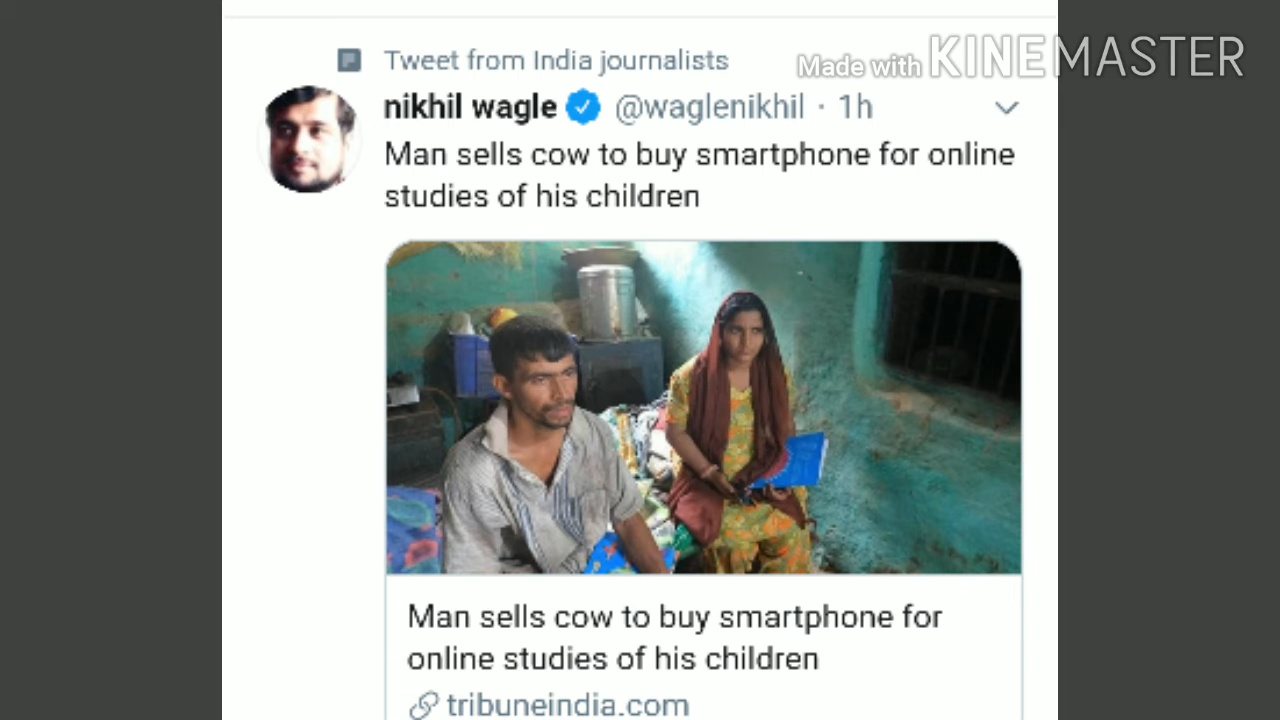 Made with KINEMASTER
Tweet from India journalists
nikhil wagle @waglenikhil · 1h
Man sells cow to buy smartphone for online
studies of his children
Man sells cow to buy smartphone for
online studies of his children
tribuneindia.com